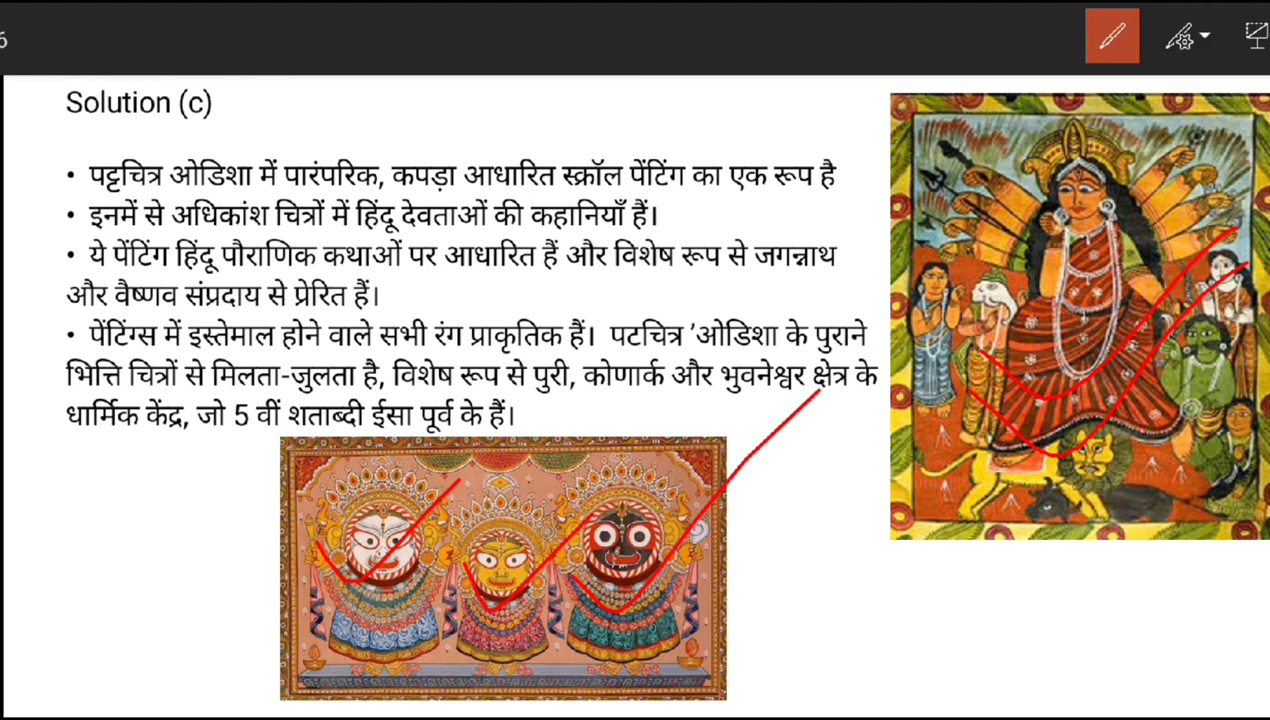 6
Solution (c)
• पट्टचित्र ओडिशा में पारंपरिक, कपड़ा आधारित स्क्रॉल पेंटिंग का एक रूप है
• इनमें से अधिकांश चित्रों में हिंदू देवताओं की कहानियाँ हैं।
• ये पेंटिंग हिंदू पौराणिक कथाओं पर आधारित हैं और विशेष रूप से जगन्नाथ
और वैष्णव संप्रदाय से प्रेरित हैं।
• पेंटिंग्स में इस्तेमाल होने वाले सभी रंग प्राकृतिक हैं। पटचित्र ’ओडिशा के पुराने
भित्ति चित्रों से मिलता-जुलता है, विशेष रूप से पुरी, कोणार्क और भुवनेश्वर क्षेत्र के
धार्मिक केंद्र, जो 5 वीं शताब्दी ईसा पूर्व के हैं।